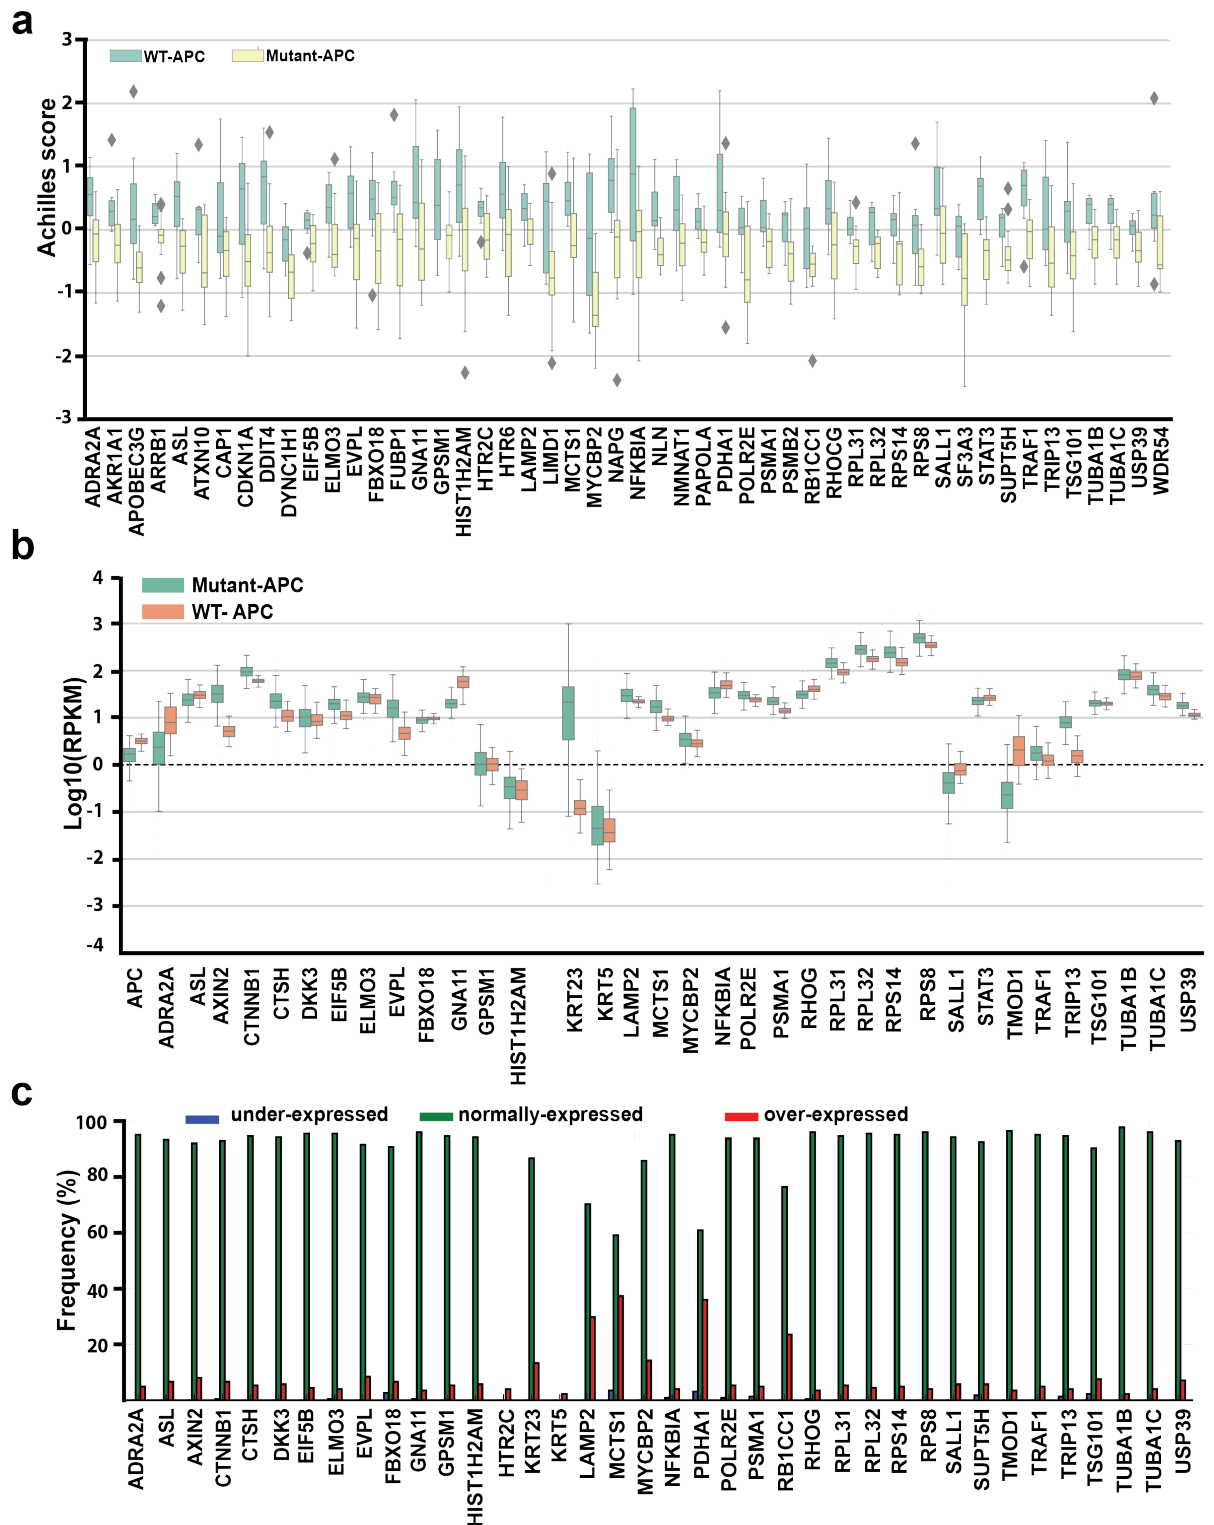 a
3
2
1
0
-1
-2
-3
Achilles score
WT-APC
Mutant-APC
ADRA2A
AKR1A1
APOBEC3G
ARRB1
ASL
ATXN10
CAP1
CDKN1A
DDIT4
DYNC1H1
EIF5B
ELMO3
EVPL
FBXO18
FUBP1
GNA11
GPSM1
HIST1H2AM
HTR2C
HTR6
LAMP2
LIMD1
MCTS1
MYCBP2
NAPG
NFKBIA
NLN
NMNAT1
PAPOLA
PDHA1
POLR2E
PSMA1
PSMB2
RB1CC1
RHOCG
RPL31
RPL32
RPS14
RPS8
SALL1
SF3A3
STAT3
SUPT5H
TRAF1
TRIP13
TSG101
TUBA1B
TUBA1C
USP39
WDR54
b
4
3
2
1
0
-1
-2
-3
-4
Log10(RPKM)
Mutant-APC
WT- APC
APC
ADRA2A
ASL
AXIN2
CTNNB1
CTSH
DKK3
EIF5B
ELMO3
EVPL
FBXO18
GNA11
GPSM1
HIST1H2AM
KRT23
KRT5
LAMP2
MCTS1
MYCBP2
NFKBIA
POLR2E
PSMA1
RHOG
RPL31
RPL32
RPS14
RPS8
SALL1
STAT3
TMOD1
TRAF1
TRIP13
TSG101
TUBA1B
TUBA1C
USP39
c
100
80
60
40
20
Frequency (%)
under-expressed
normally-expressed
over-expressed
ADRA2A
ASL
AXIN2
CTNNB1
CTSH
DKK3
EIF5B
ELMO3
EVPL
FBXO18
GNA11
GPSM1
HIST1H2AM
HTR2C
KRT23
KRT5
LAMP2
MCTS1
MYCBP2
NFKBIA
PDHA1
POLR2E
PSMA1
RB1CC1
RHOG
RPL31
RPL32
RPS14
RPS8
SALL1
SUPT5H
TMOD1
TRAF1
TRIP13
TSG101
TUBA1B
TUBA1C
USP39